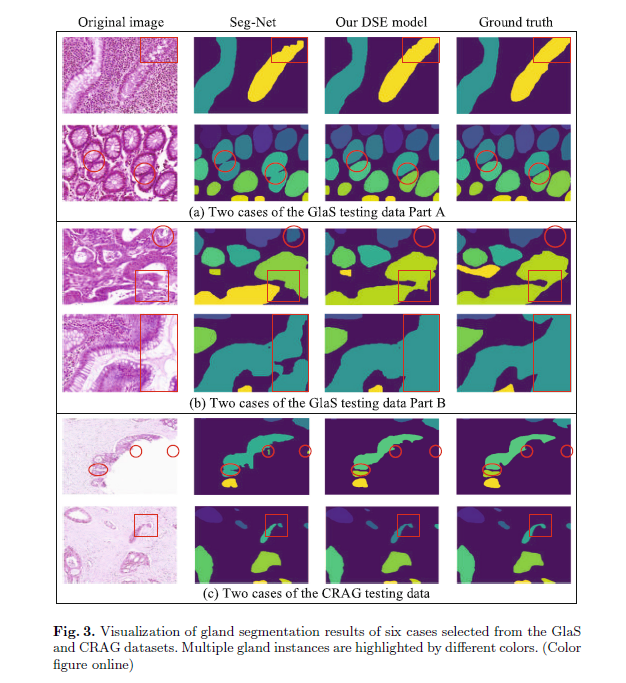 Original image Seg-Net Our DSE model Ground truth
(a) Two cases of the GlaS testing data Part A
(b) Two cases of the GlaS testing data Part B
(c) Two cases of the CRAG testing data
Fig. 3. Visualization of gland segmentation results of six cases selected from the GlaS
and CRAG datasets. Multiple gland instances are highlighted by different colors. (Color
figure online)